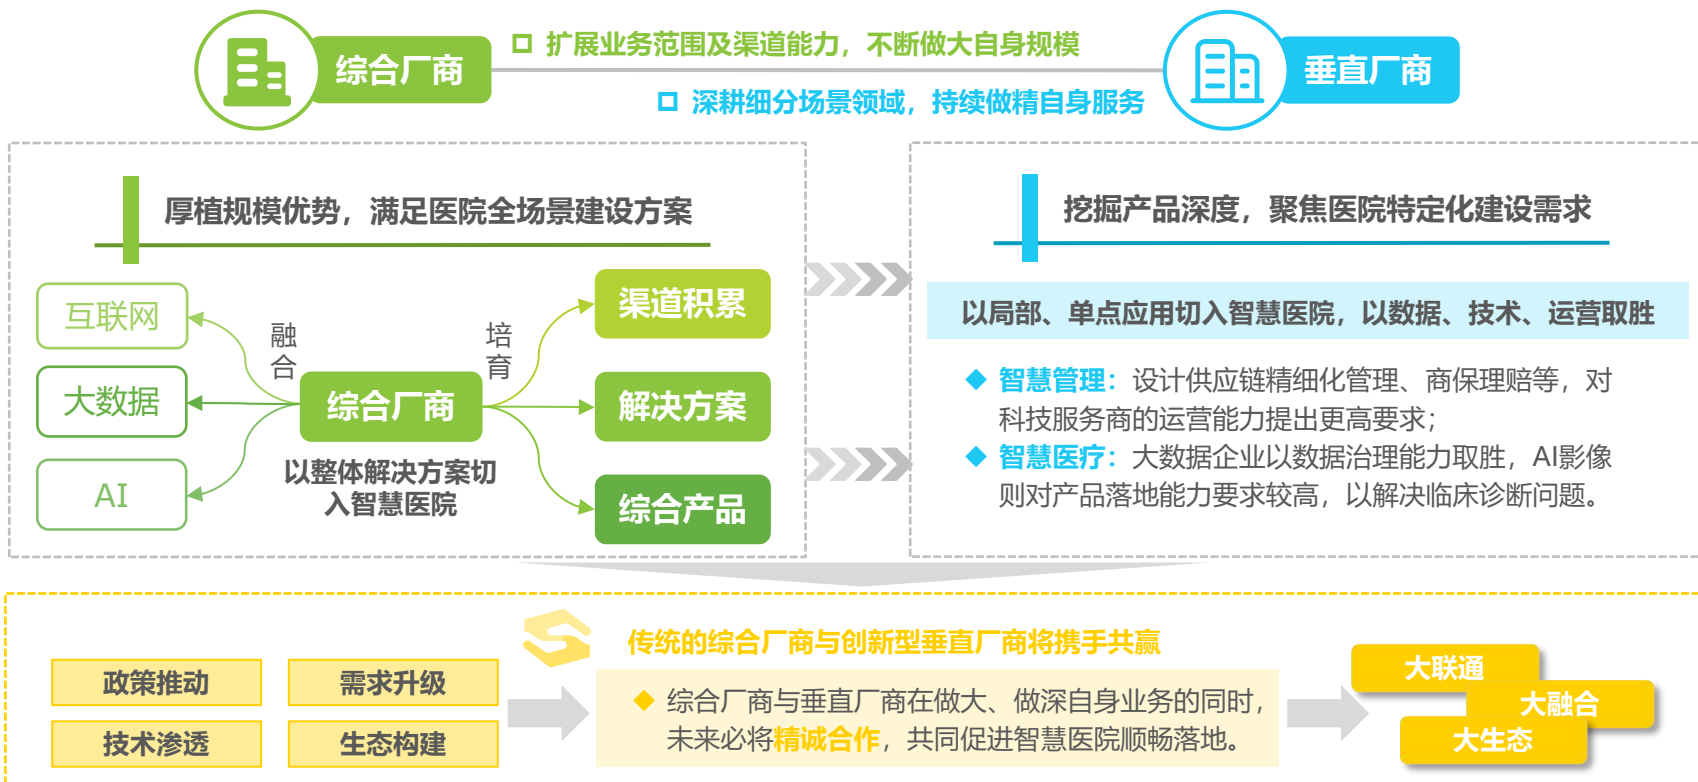 综合厂商
扩展业务范围及渠道能力，不断做大自身规模
深耕细分场景领域，持续做精自身服务
垂直厂商
厚植规模优势，满足医院全场景建设方案
互联网
大数据
AI
融合
综合厂商
以整体解决方案切
入智慧医院
培育
渠道积累
解决方案
综合产品
挖掘产品深度，聚焦医院特定化建设需求
以局部、单点应用切入智慧医院，以数据、技术、运营取胜
智慧管理：设计供应链精细化管理、商保理赔等，对
科技服务商的运营能力提出更高要求；
智慧医疗：大数据企业以数据治理能力取胜，AI影像
则对产品落地能力要求较高，以解决临床诊断问题。
政策推动
需求升级
技术渗透
生态构建
传统的综合厂商与创新型垂直厂商将携手共赢
综合厂商与垂直厂商在做大、做深自身业务的同时，
未来必将精诚合作，共同促进智慧医院顺畅落地。
大联通
大融合
大生态